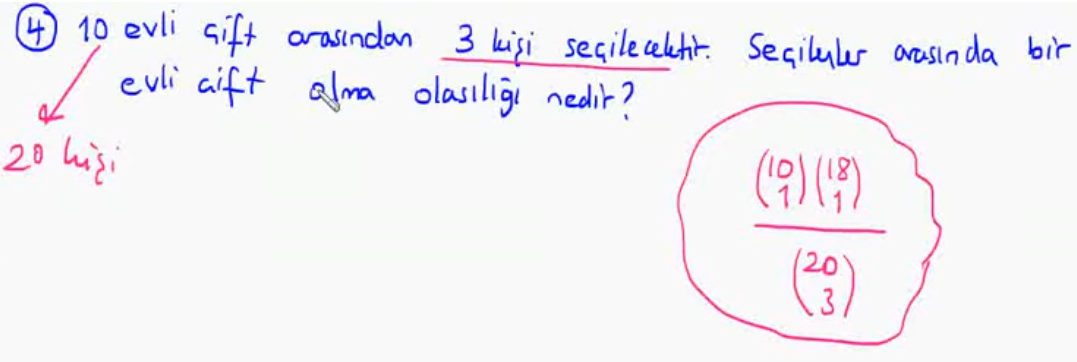 ④ 10 evli çift arasından 3 kişi seçilecektir. Seçilenler arasında bir
evli çift olma olasılığı nedir?
20 kişi
(10 1) (18 1)
(20 3)